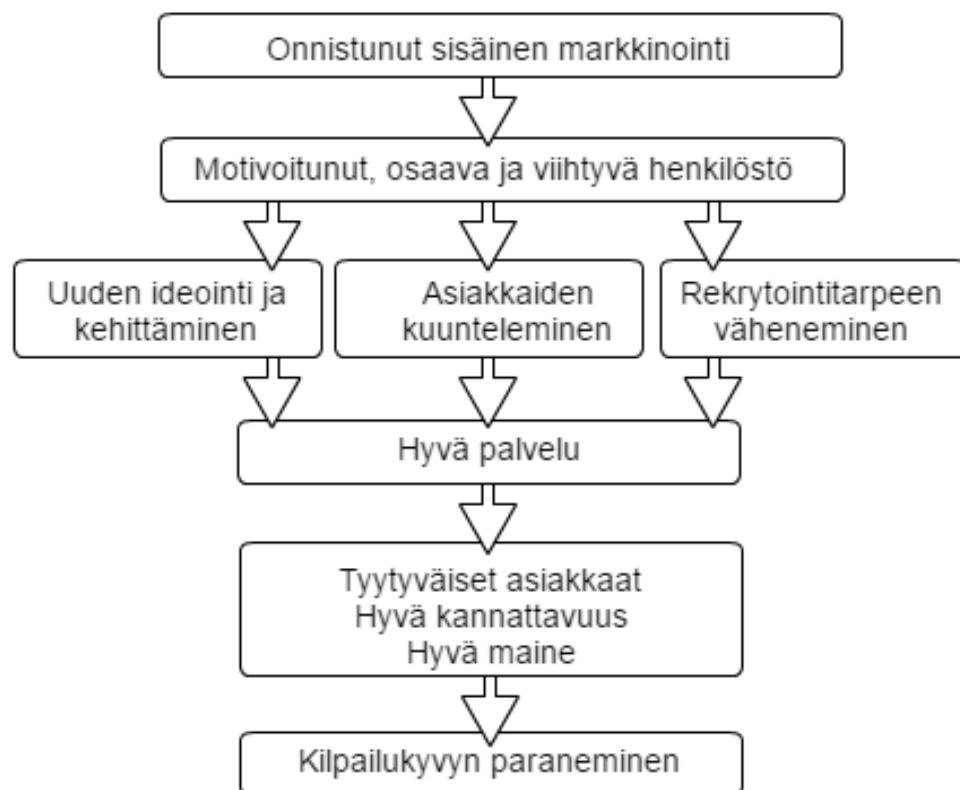 Onnistunut sisäinen markkinointi
Motivoitunut, osaava ja viihtyvä henkilöstö
Uuden ideointi ja
kehittäminen
Asiakkaiden
kuunteleminen
Rekrytointitarpeen
väheneminen
Hyvä palvelu
Tyytyväiset asiakkaat
Hyvä kannattavuus
Hyvä maine
Kilpailukyvyn paraneminen